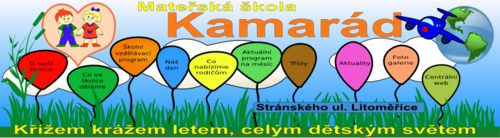 Mateřská škola
Kamarád
O naší
školce
Co ve
školce
děláme
Školní
vzdělávací
program
Náš
den
Co
nabízíme
rodičům
Aktuální
program
na měsíc
Třídy
Aktuality
Foto
galerie
Centrální
web
Stránského ul. Litoměřice
Křížem krážem letem, celým dětským světem